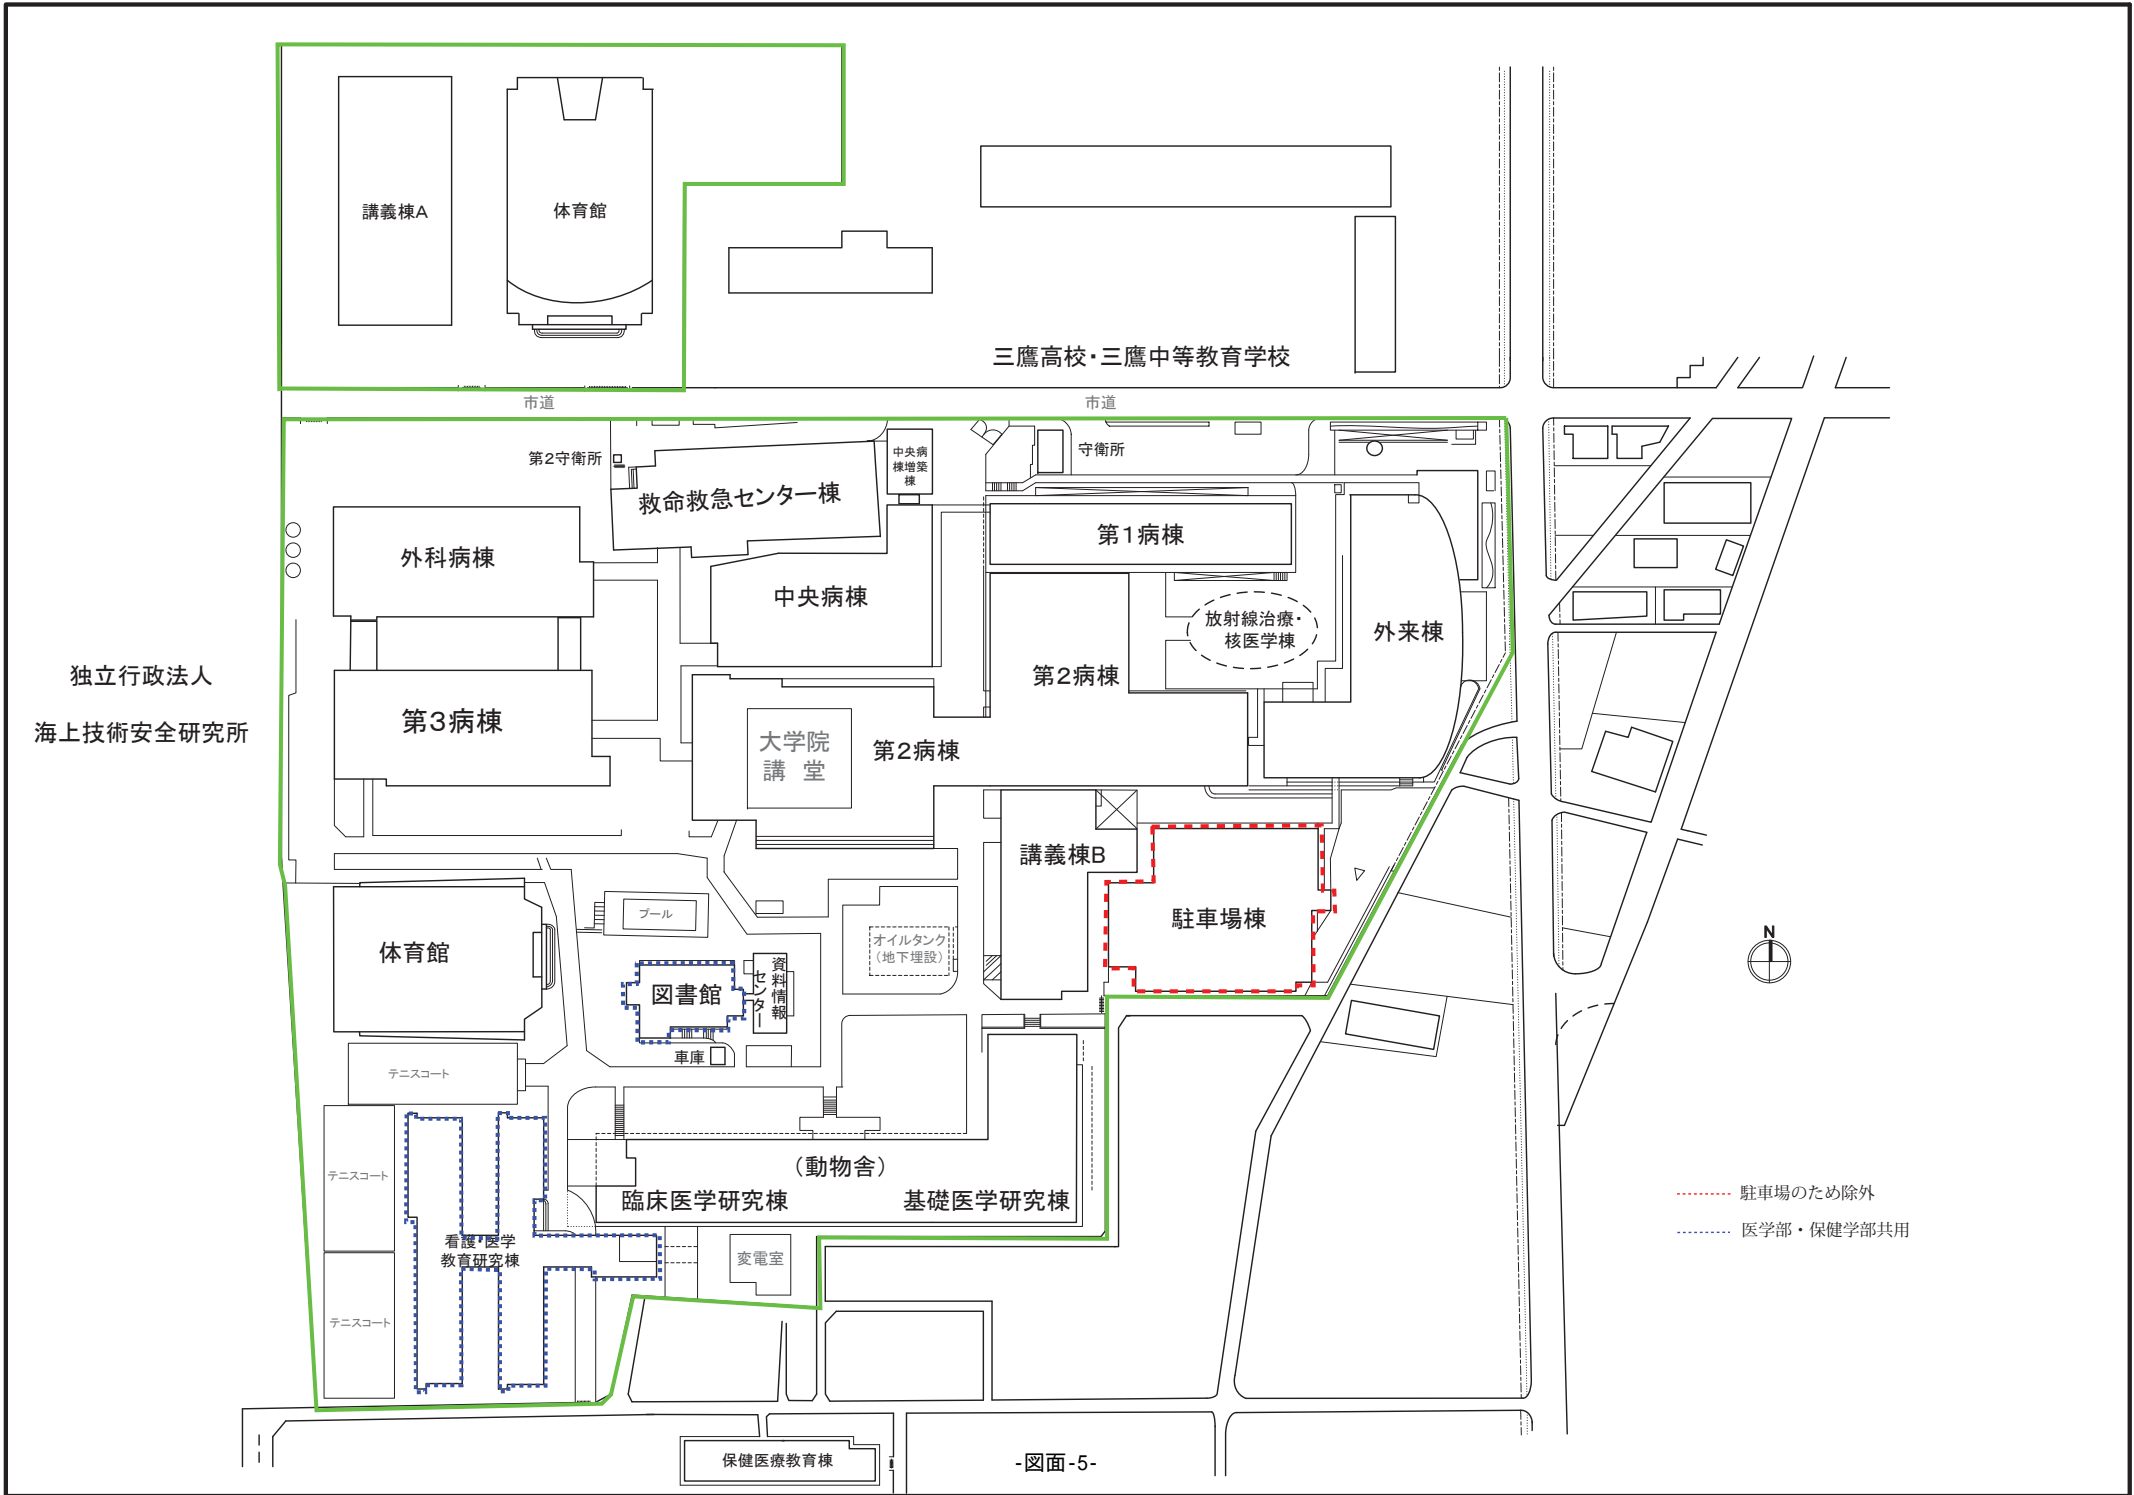 講義棟A
体育館
三鷹高校・三鷹中等教育学校
市道
市道
第2守衛所
中央病
棟増築
棟
守衛所
救命救急センター棟
第1病棟
外科病棟
中央病棟
放射線治療・
核医学棟
外来棟
独立行政法人
海上技術安全研究所
第2病棟
第3病棟
大学院
講 堂
第2病棟
講義棟B
駐車場棟
プール
体育館
オイルタンク
(地下埋設)
N
図書館
資料情報
センター
車庫
テニスコート
テニスコート
(動物舎)
臨床医学研究棟
基礎医学研究棟
駐車場のため除外
医学部・保健学部共用
看護・医学
教育研究棟
変電室
テニスコート
保健医療教育棟
-図面-5-